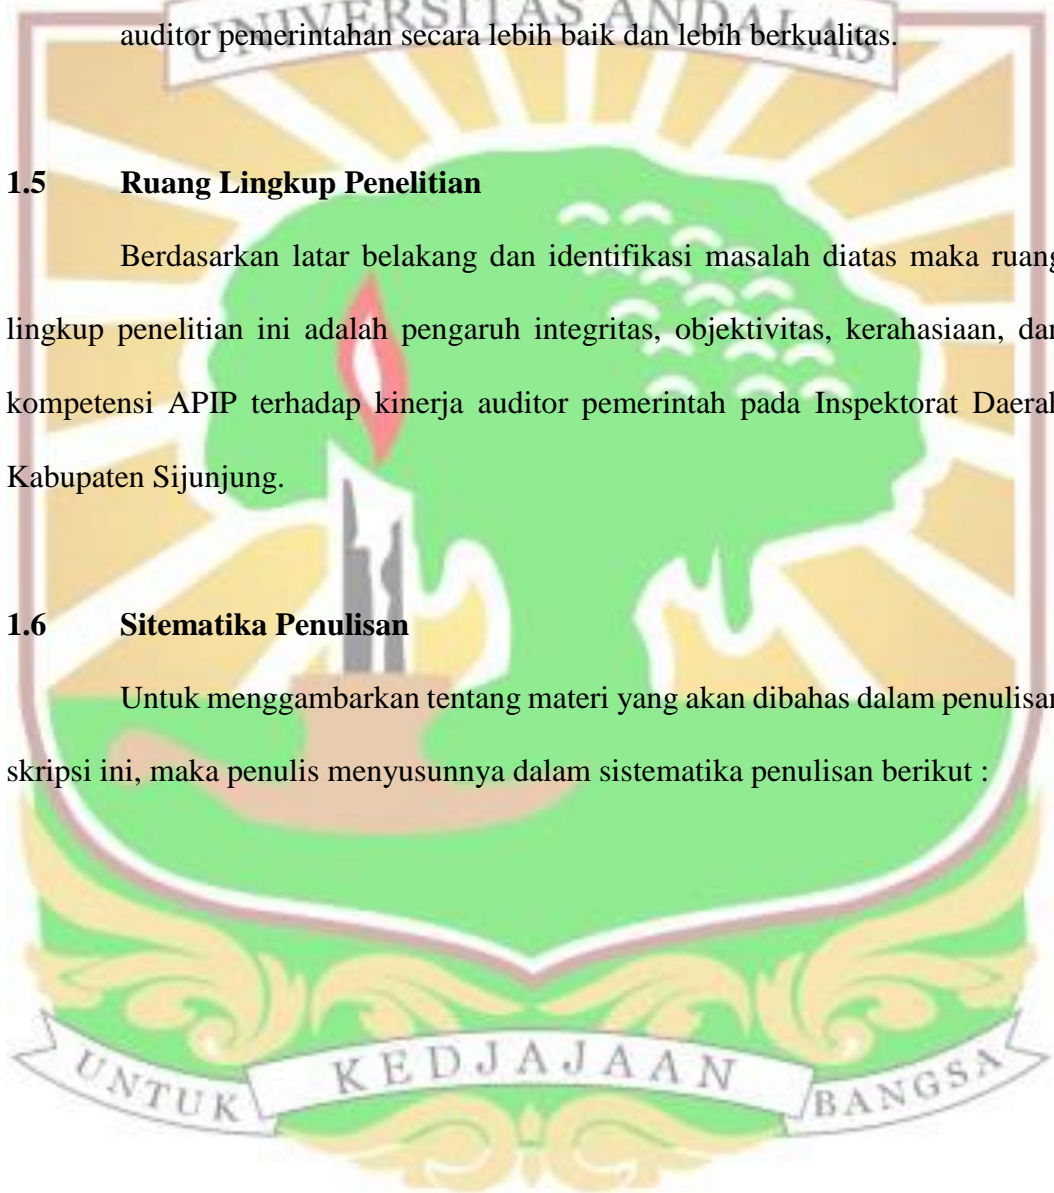 UNIVERSITAS ANDALAS
auditor pemerintahan secara lebih baik dan lebih berkualitas.
1.5 Ruang Lingkup Penelitian
Berdasarkan latar belakang dan identifikasi masalah diatas maka ruang
lingkup penelitian ini adalah pengaruh integritas, objektivitas, kerahasiaan, dan
kompetensi APIP terhadap kinerja auditor pemerintah pada Inspektorat Daerah
Kabupaten Sijunjung.
1.6 Sitematika Penulisan
Untuk menggambarkan tentang materi yang akan dibahas dalam penulisan
skripsi ini, maka penulis menyusunnya dalam sistematika penulisan berikut :
UNTUK KEDJAJAAN BANGSA